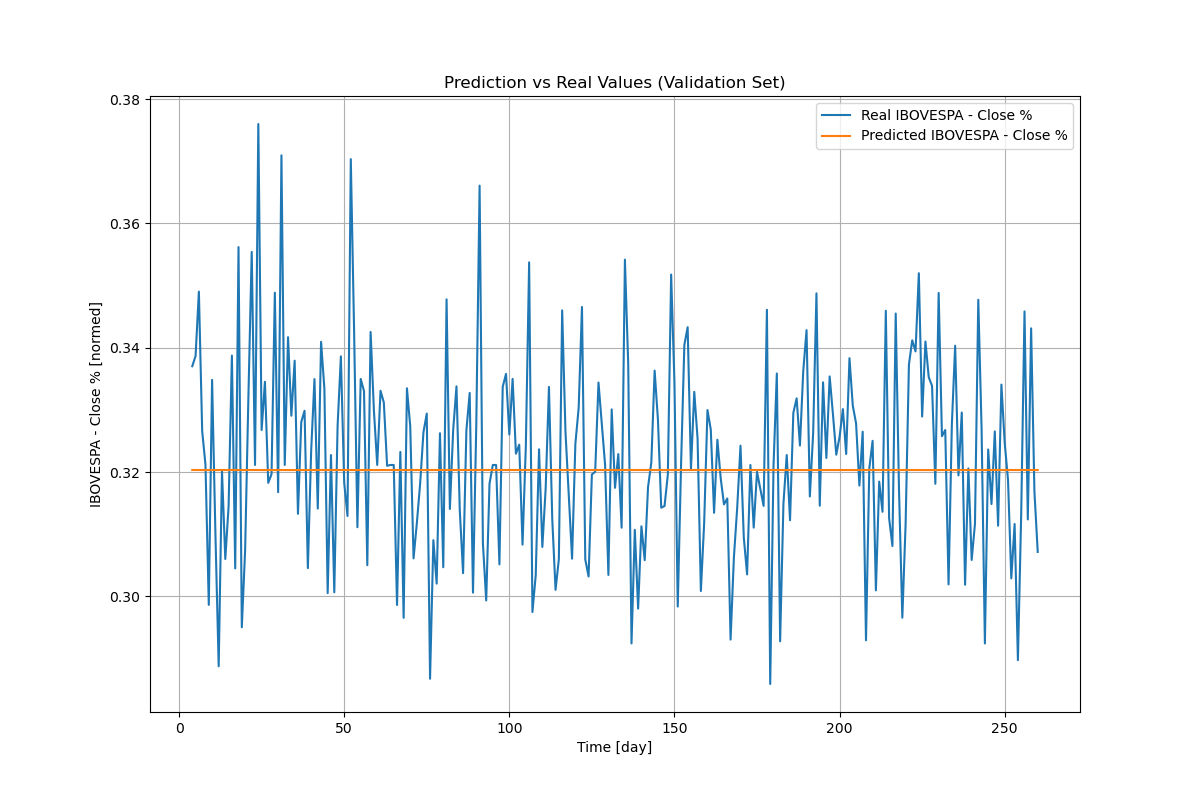 Prediction vs Real Values (Validation Set)
Real IBOVESPA - Close %
Predicted IBOVESPA - Close %
IBOVESPA - Close % [normed]
0.38
0.36
0.34
0.32
0.30
0
50
100
150
200
250
Time [day]